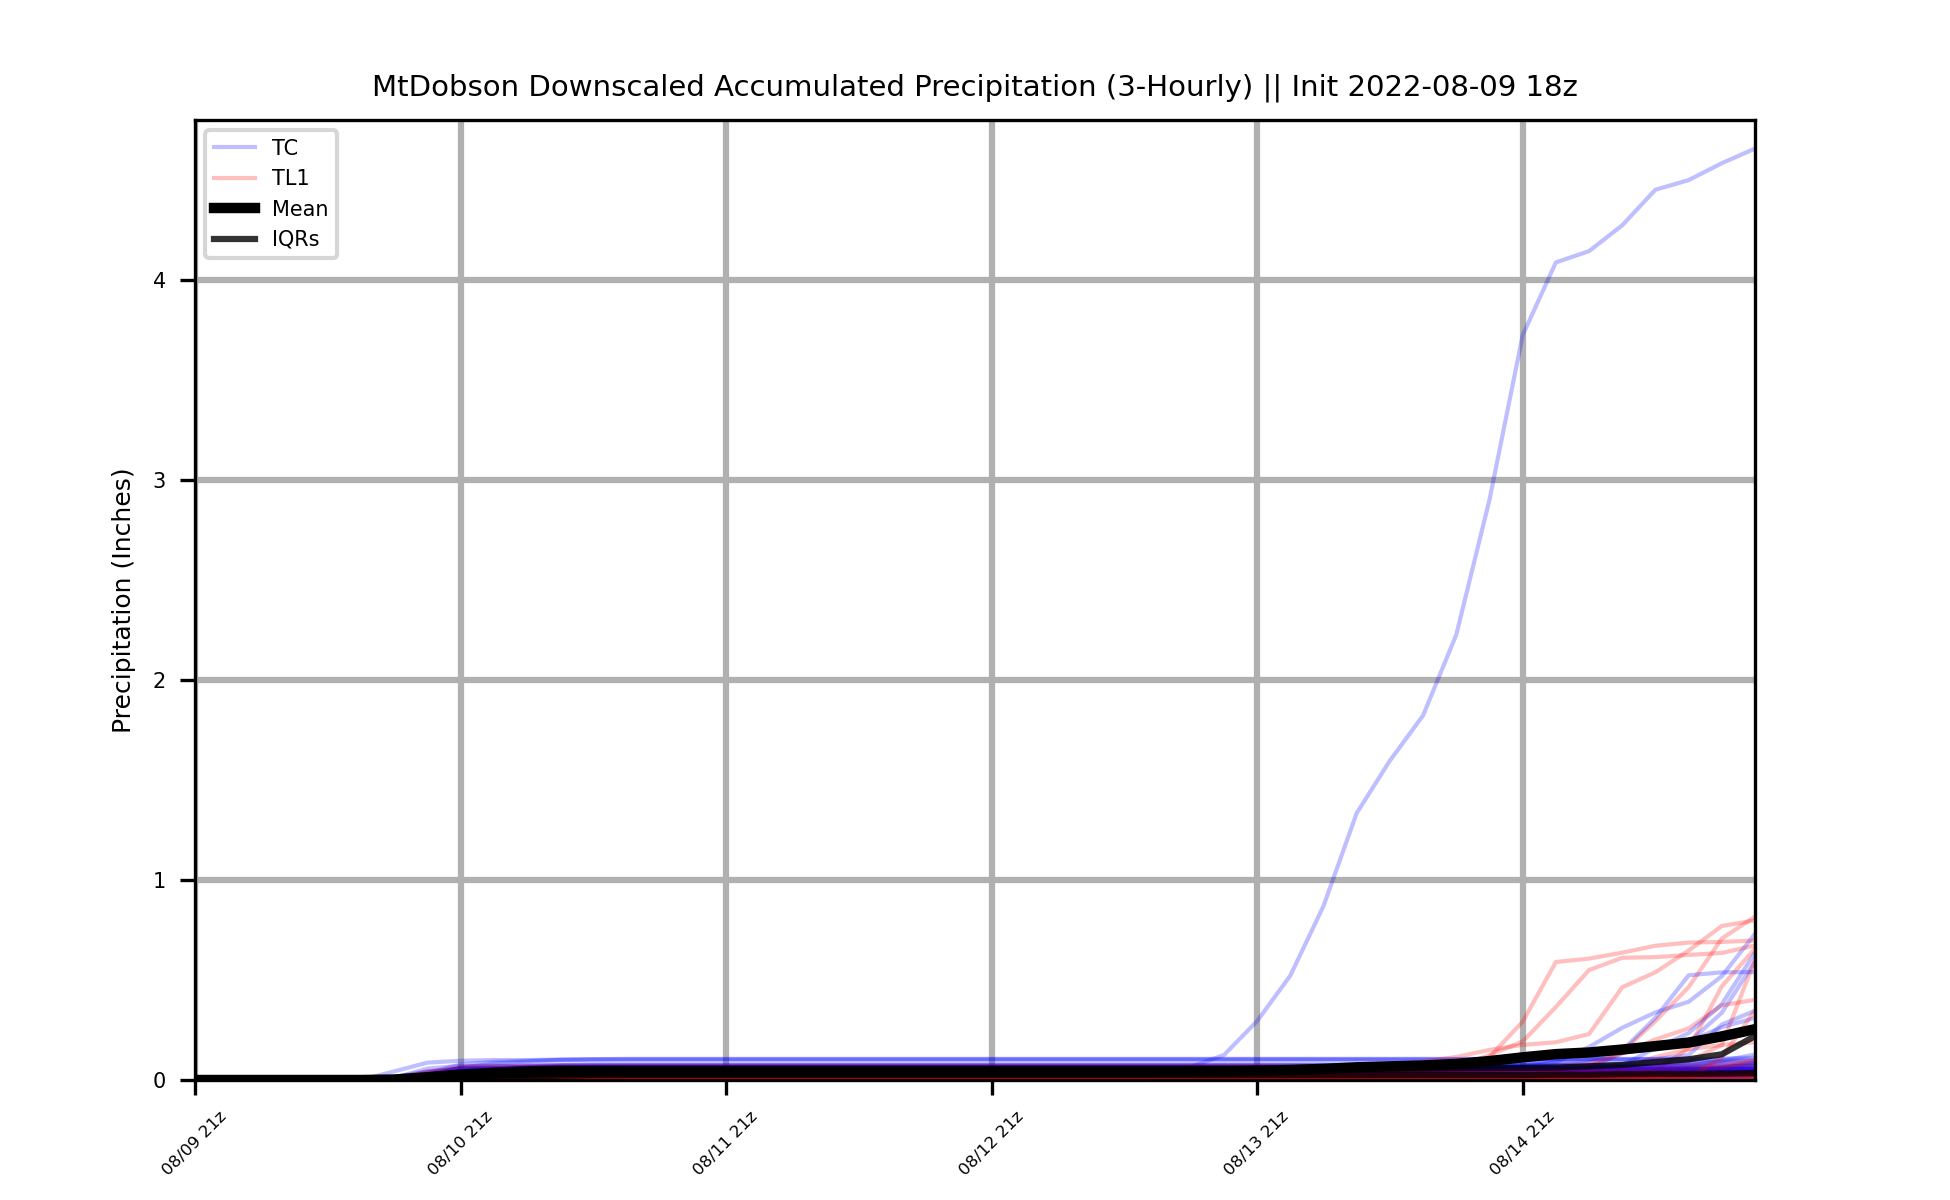 MtDobson Downscaled Accumulated Precipitation (3-Hourly) || Init 2022-08-09 18z
TC
TL1
Mean
IQRs
Precipitation (Inches)
4
3
2
1
0
08/09 21z
08/10 21z
08/11 21z
08/12 21z
08/13 21z
08/14 21z